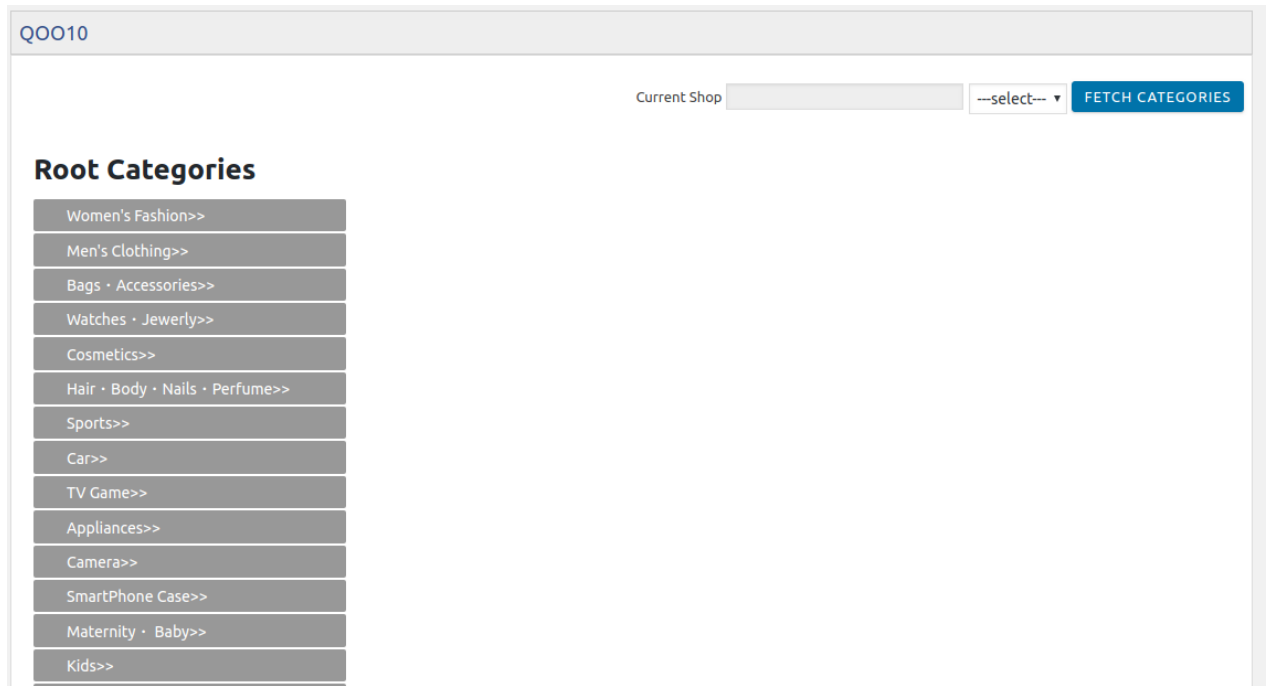 QOO10
Current Shop ---select--- ▾ FETCH CATEGORIES
Root Categories
Women's Fashion>>
Men's Clothing>>
Bags・Accessories>>
Watches・Jewerly>>
Cosmetics>>
Hair・Body・Nails・Perfume>>
Sports>>
Car>>
TV Game>>
Appliances>>
Camera>>
SmartPhone Case>>
Maternity・ Baby>>
Kids>>